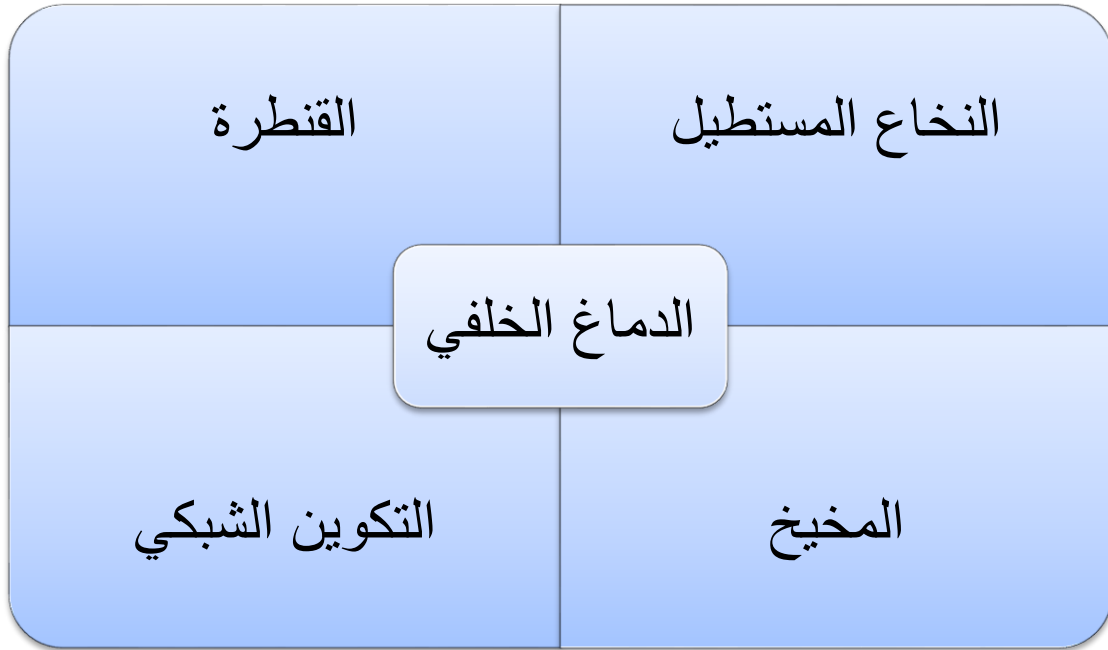 النخاع المستطيل
القنطرة
الدماغ الخلفي
المخيخ
التكوين الشبكي